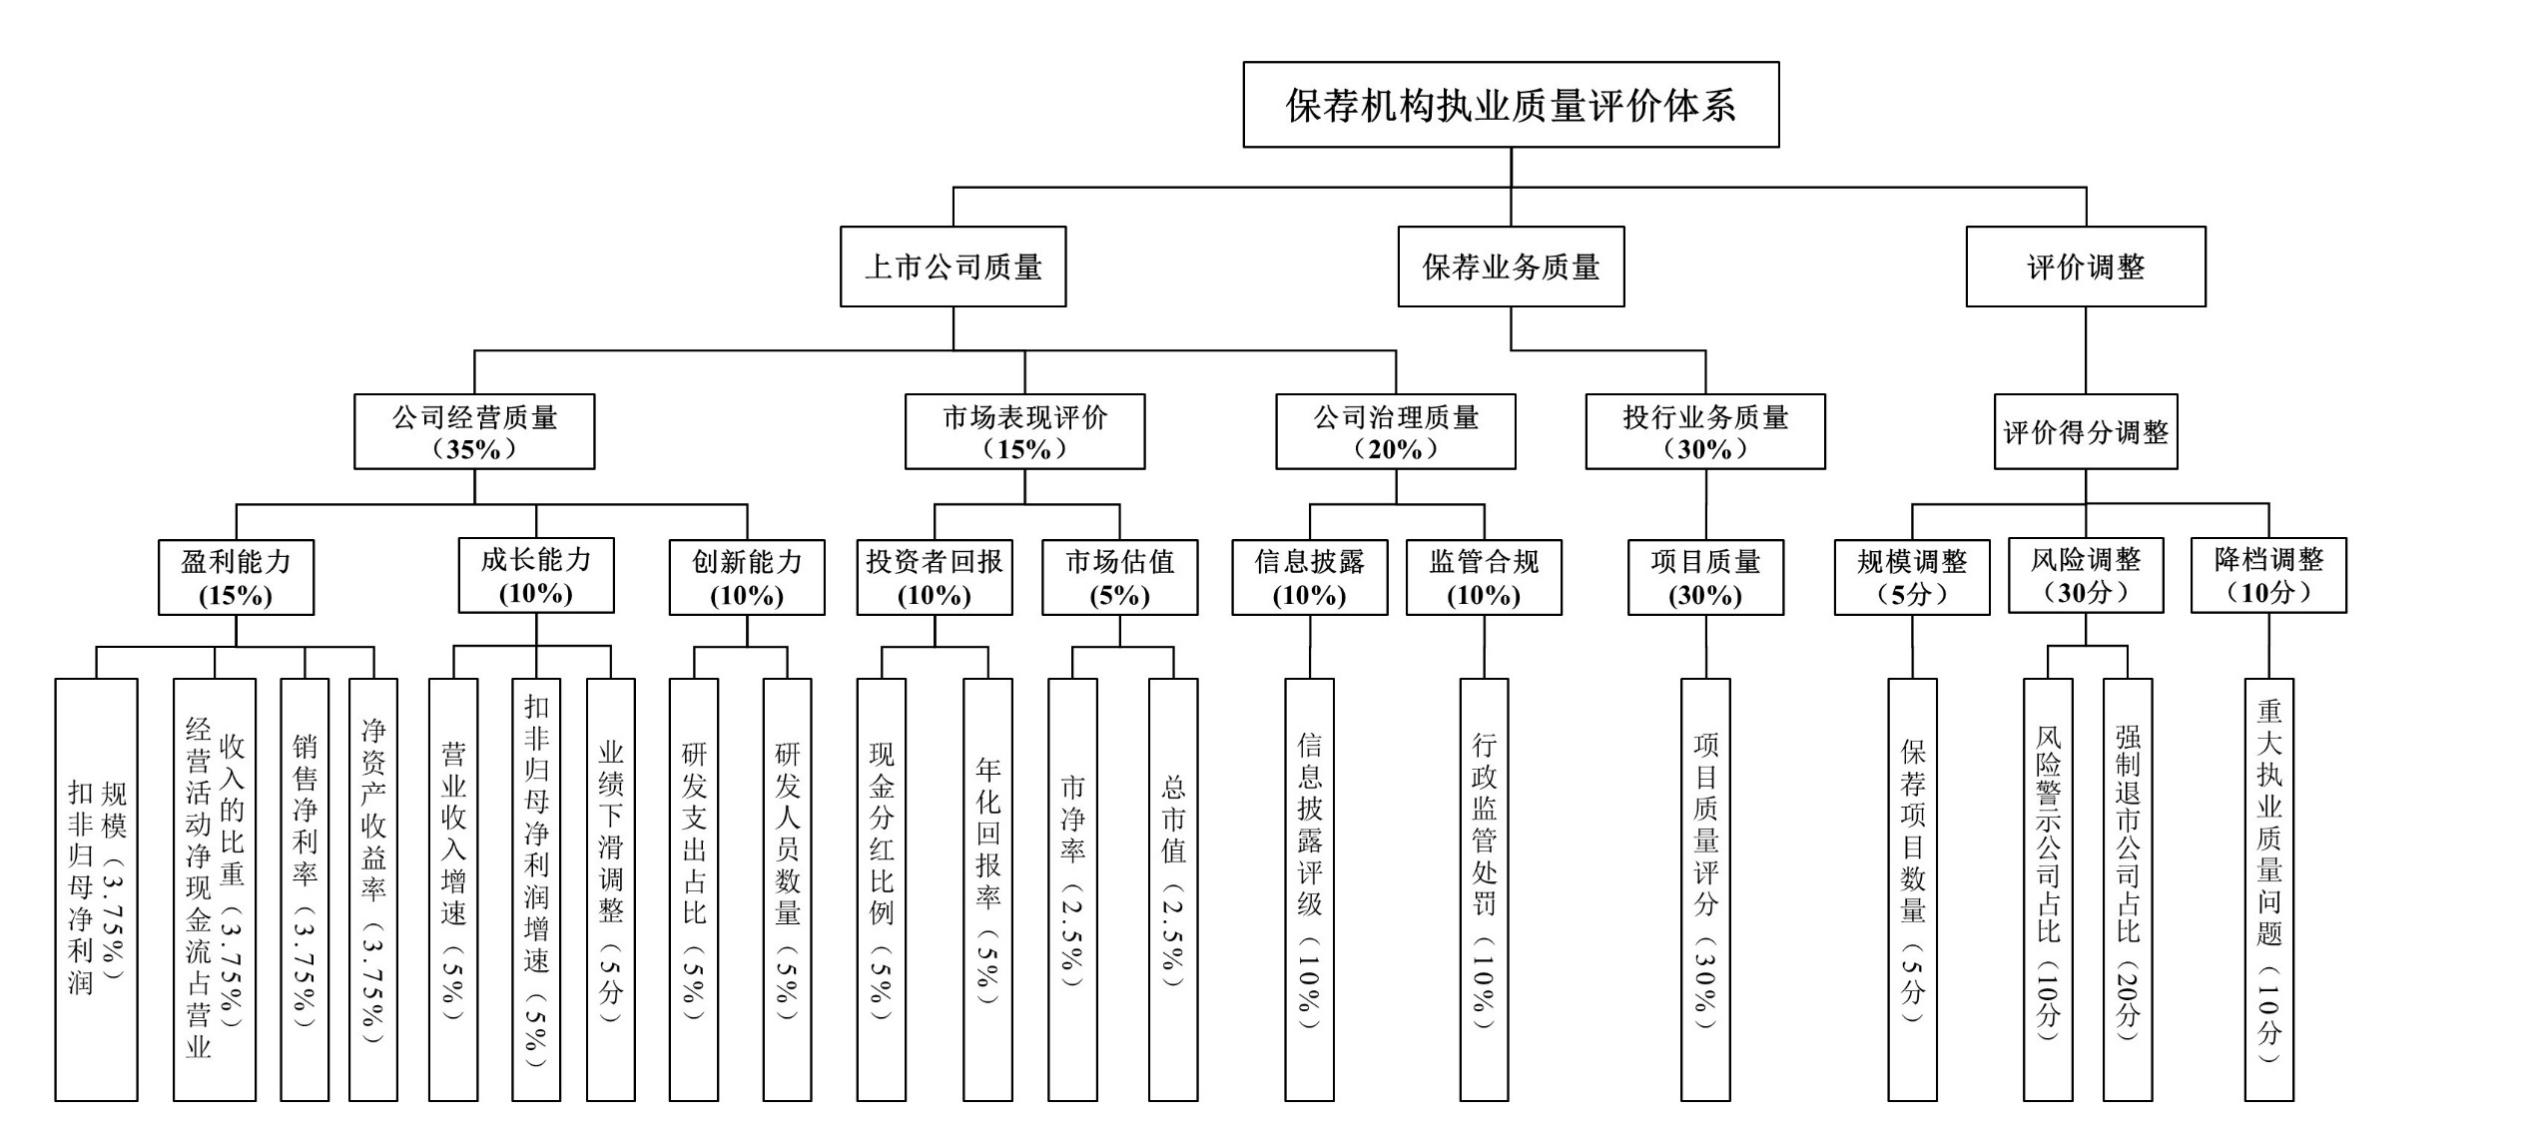 保荐机构执业质量评价体系
上市公司质量
保荐业务质量
评价调整
公司经营质量
（35%）
市场表现评价
（15%）
公司治理质量
（20%）
投行业务质量
（30%）
评价得分调整
盈利能力
(15%)
成长能力
(10%)
创新能力
(10%)
投资者回报
(10%)
市场估值
(5%)
信息披露
(10%)
监管合规
(10%)
项目质量
(30%)
规模调整
（5分）
风险调整
（30分）
降档调整
（10分）
扣非归母净利润
规模（3.75%）
经营活动净现金流占营业
收入的比重（3.75%）
销售净利率（3.75%）
净资产收益率（3.75%）
营业收入增速（5%）
扣非归母净利润增速（5%）
业绩下滑调整（5分）
研发支出占比（5%）
研发人员数量（5%）
现金分红比例（5%）
年化回报率（5%）
市净率（2.5%）
总市值（2.5%）
信息披露评级（10%）
行政监管处罚（10%）
项目质量评分（30%）
保荐项目数量（5分）
风险警示公司占比（10分）
强制退市公司占比（20分）
重大执业质量问题（10分）